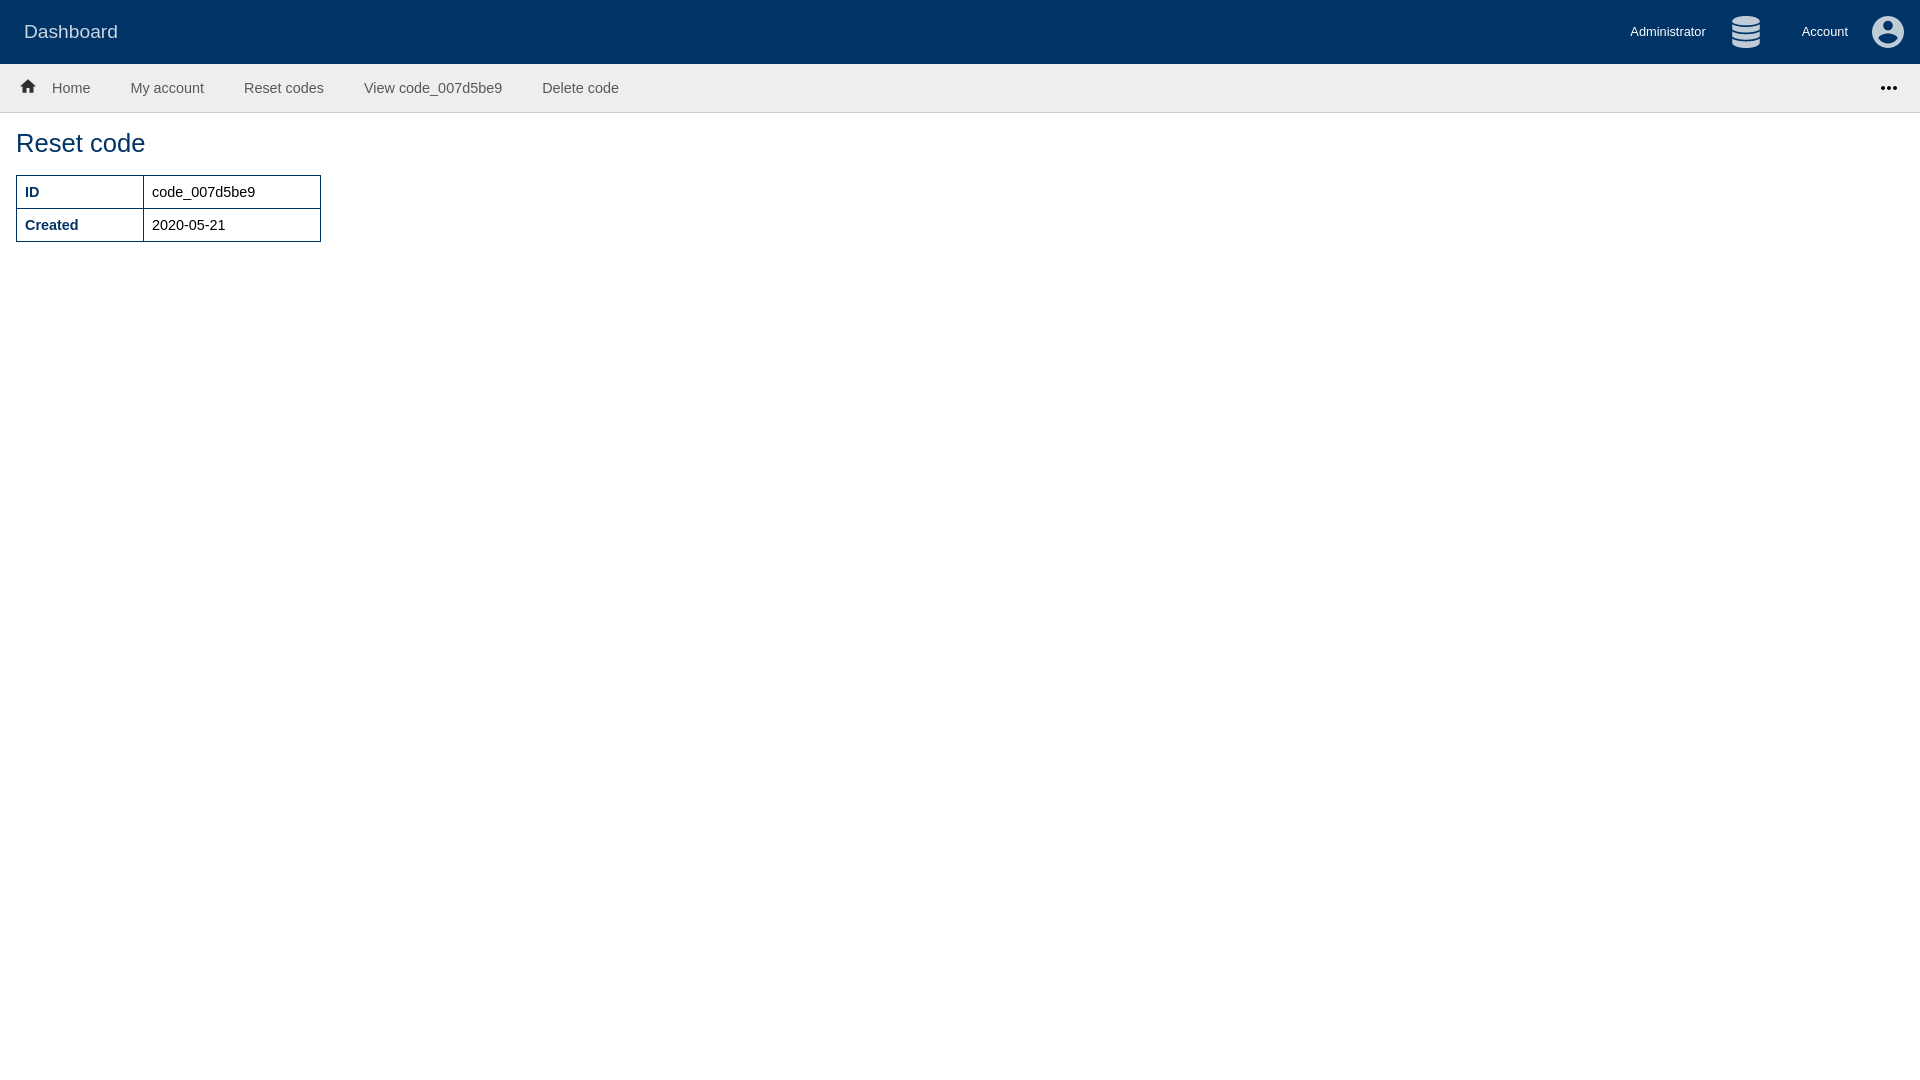 Dashboard
Administrator
Account
Home
My account
Reset codes
View code_007d5be9
Delete code
Reset code
ID code_007d5be9
Created 2020-05-21